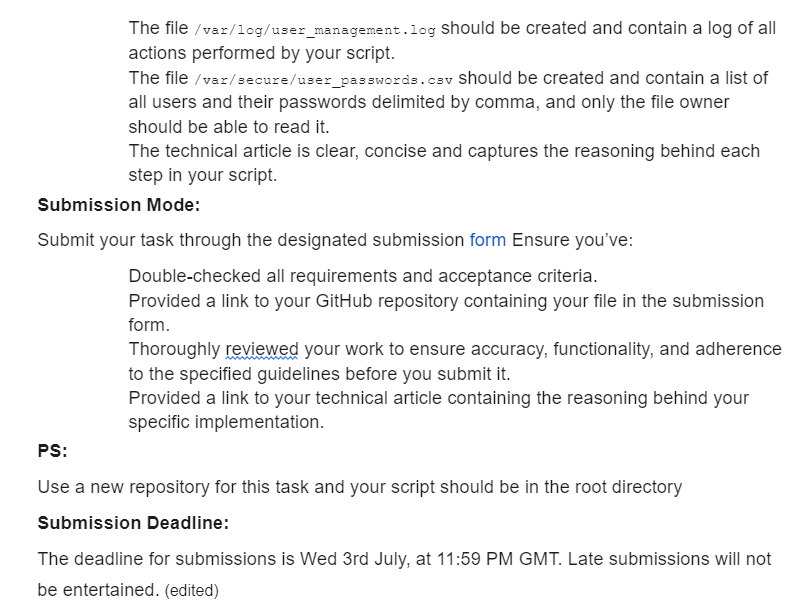 The file /var/log/user_management.log should be created and contain a log of all
actions performed by your script.
The file /var/secure/user_passwords.csv should be created and contain a list of
all users and their passwords delimited by comma, and only the file owner
should be able to read it.
The technical article is clear, concise and captures the reasoning behind each
step in your script.
Submission Mode:
Submit your task through the designated submission form Ensure you’ve:
Double-checked all requirements and acceptance criteria.
Provided a link to your GitHub repository containing your file in the submission
form.
Thoroughly reviewed your work to ensure accuracy, functionality, and adherence
to the specified guidelines before you submit it.
Provided a link to your technical article containing the reasoning behind your
specific implementation.
PS:
Use a new repository for this task and your script should be in the root directory
Submission Deadline:
The deadline for submissions is Wed 3rd July, at 11:59 PM GMT. Late submissions will not
be entertained. (edited)